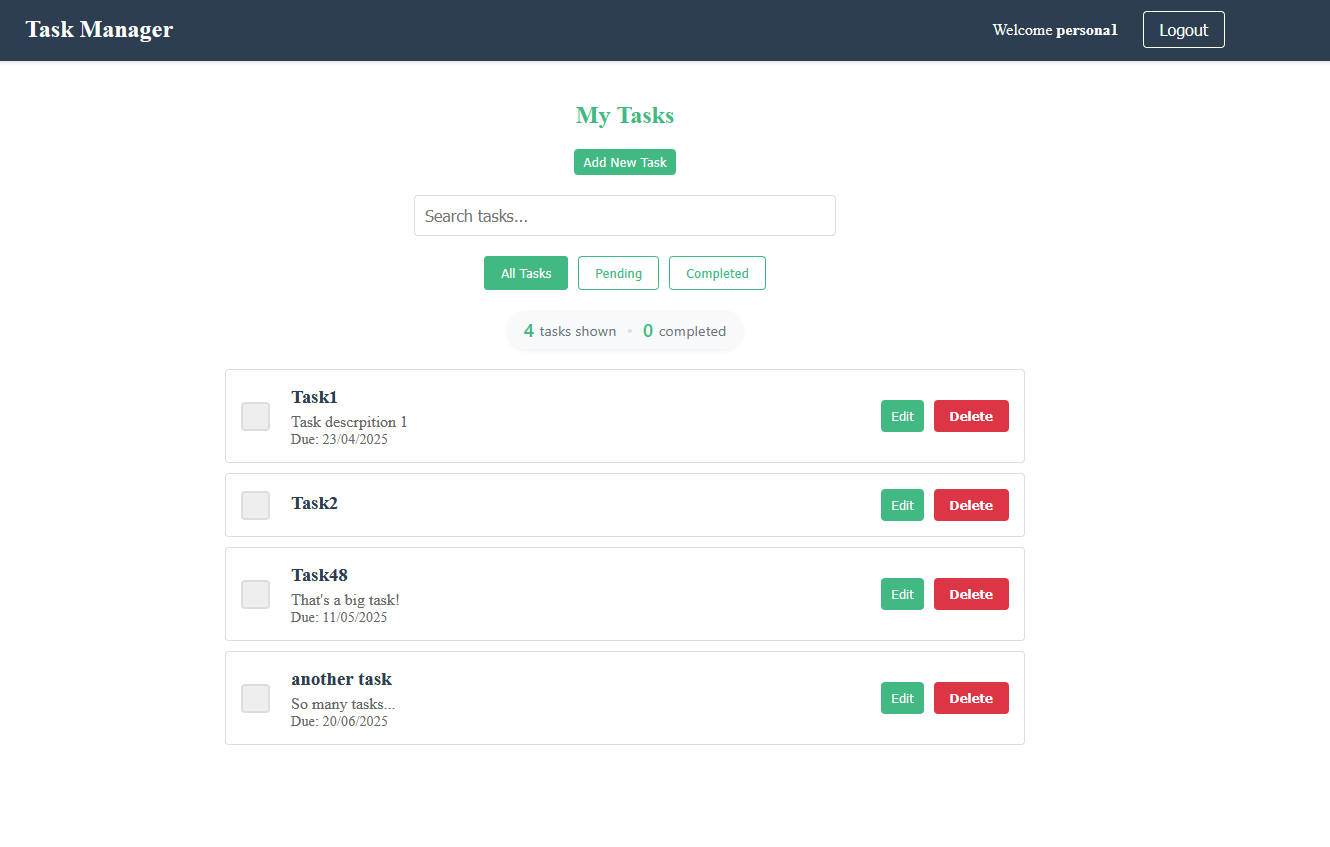 Task Manager
Welcome personal
Logout
My Tasks
Add New Task
Search tasks...
All Tasks
Pending
Completed
4 tasks shown • 0 completed
Task1
Task descrpition 1
Due: 23/04/2025
Edit
Delete
Task2
Edit
Delete
Task48
That's a big task!
Due: 11/05/2025
Edit
Delete
another task
So many tasks...
Due: 20/06/2025
Edit
Delete